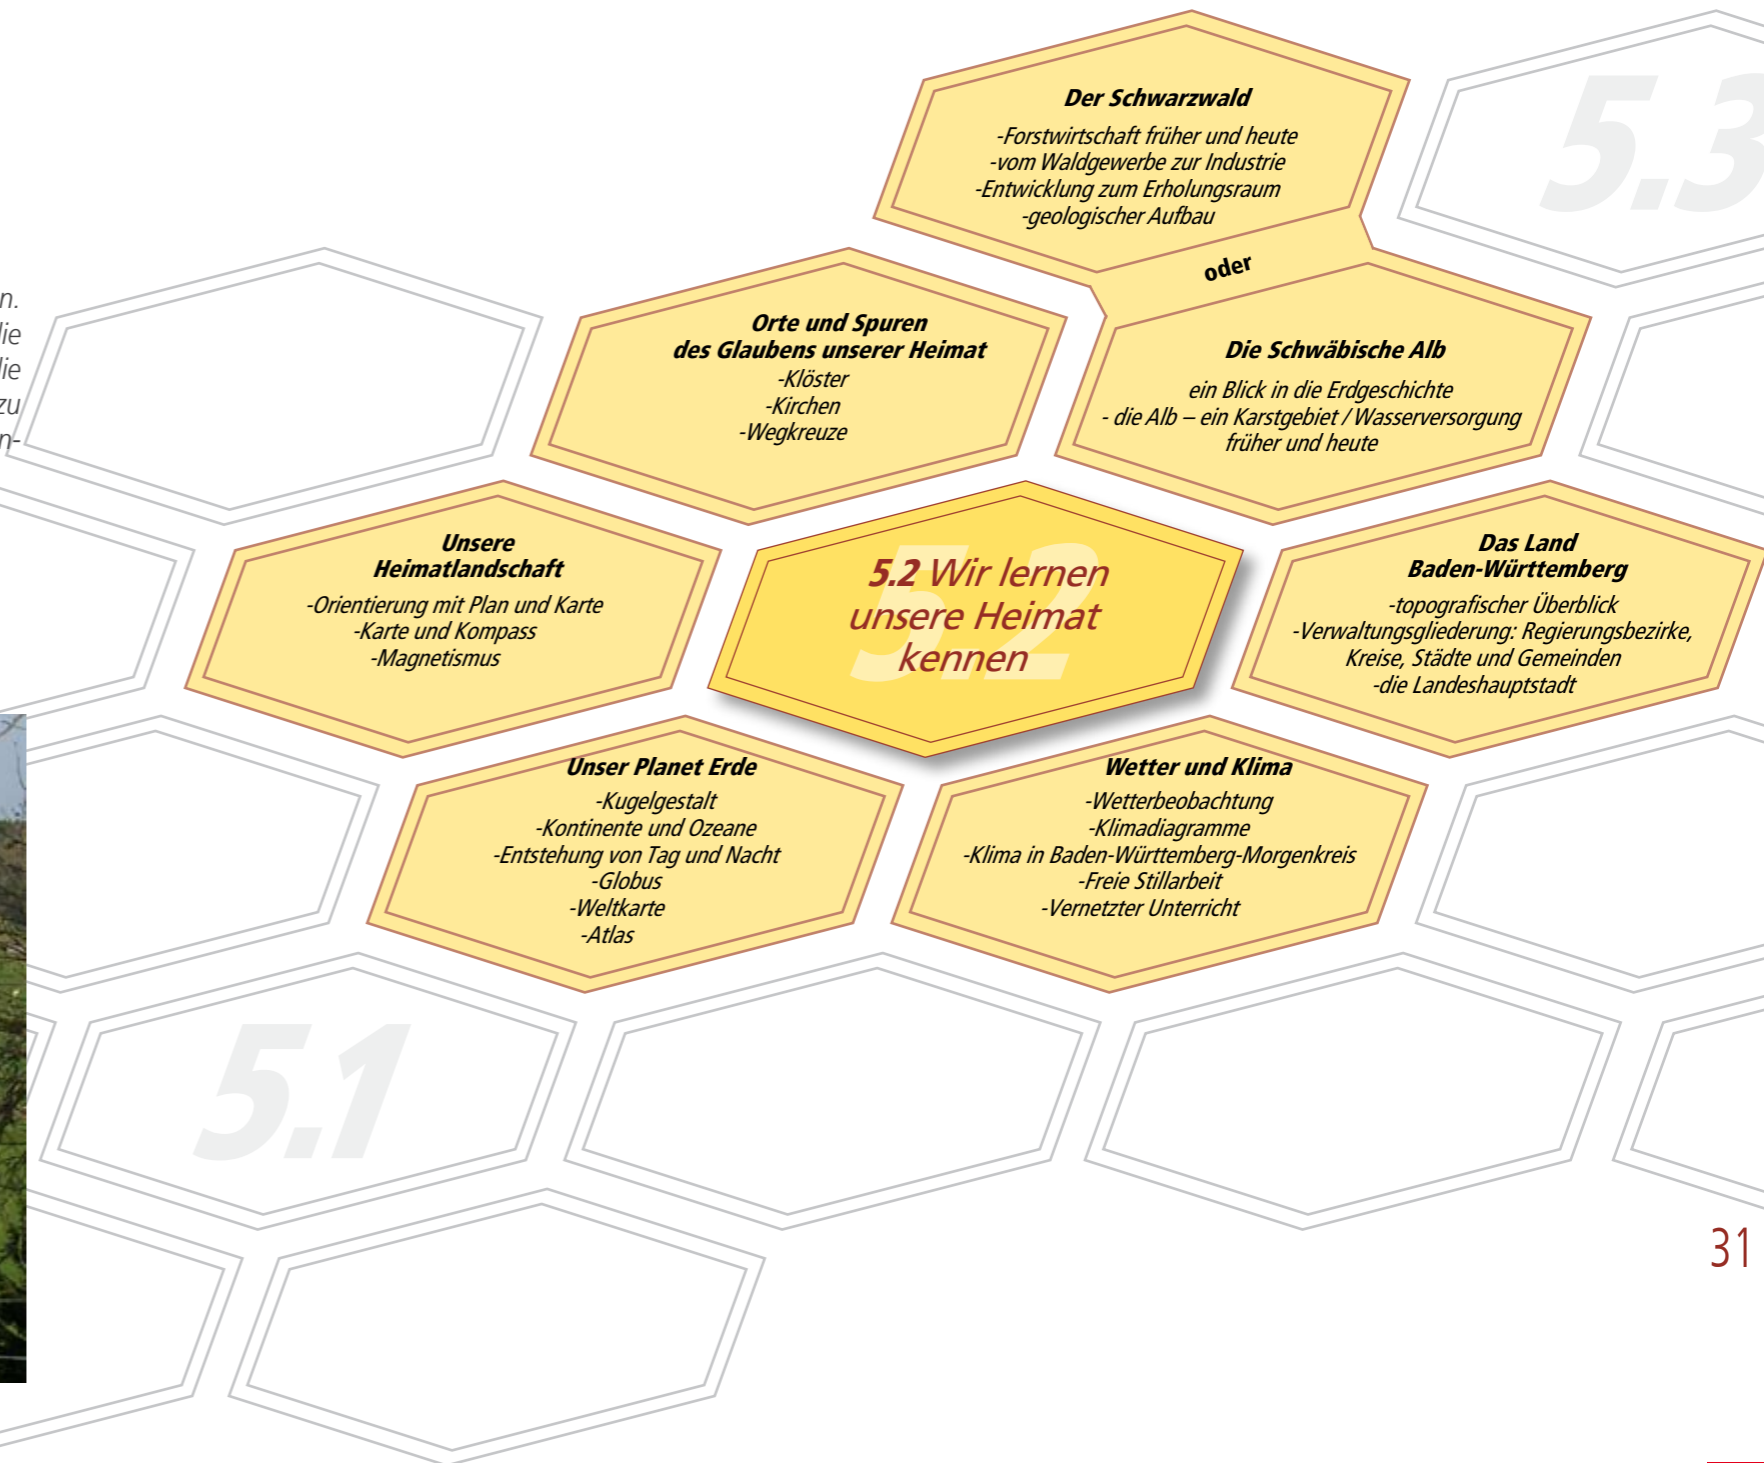 n.
lie
lie
zu
n-
5.3
Der Schwarzwald
-Forstwirtschaft früher und heute
-vom Waldgewerbe zur Industrie
-Entwicklung zum Erholungsraum
-geologischer Aufbau
oder
Orte und Spuren
des Glaubens unserer Heimat
-Klöster
-Kirchen
-Wegkreuze
Die Schwäbische Alb
ein Blick in die Erdgeschichte
- die Alb – ein Karstgebiet / Wasserversorgung
früher und heute
Unsere
Heimatlandschaft
-Orientierung mit Plan und Karte
-Karte und Kompass
-Magnetismus
5.2
5.2 Wir lernen
unsere Heimat
kennen
Das Land
Baden-Württemberg
-topografischer Überblick
-Verwaltungsgliederung: Regierungsbezirke,
Kreise, Städte und Gemeinden
-die Landeshauptstadt
Unser Planet Erde
-Kugelgestalt
-Kontinente und Ozeane
-Entstehung von Tag und Nacht
-Globus
-Weltkarte
-Atlas
Wetter und Klima
-Wetterbeobachtung
-Klimadiagramme
-Klima in Baden-Württemberg-Morgenkreis
-Freie Stillarbeit
-Vernetzter Unterricht
5.1
31